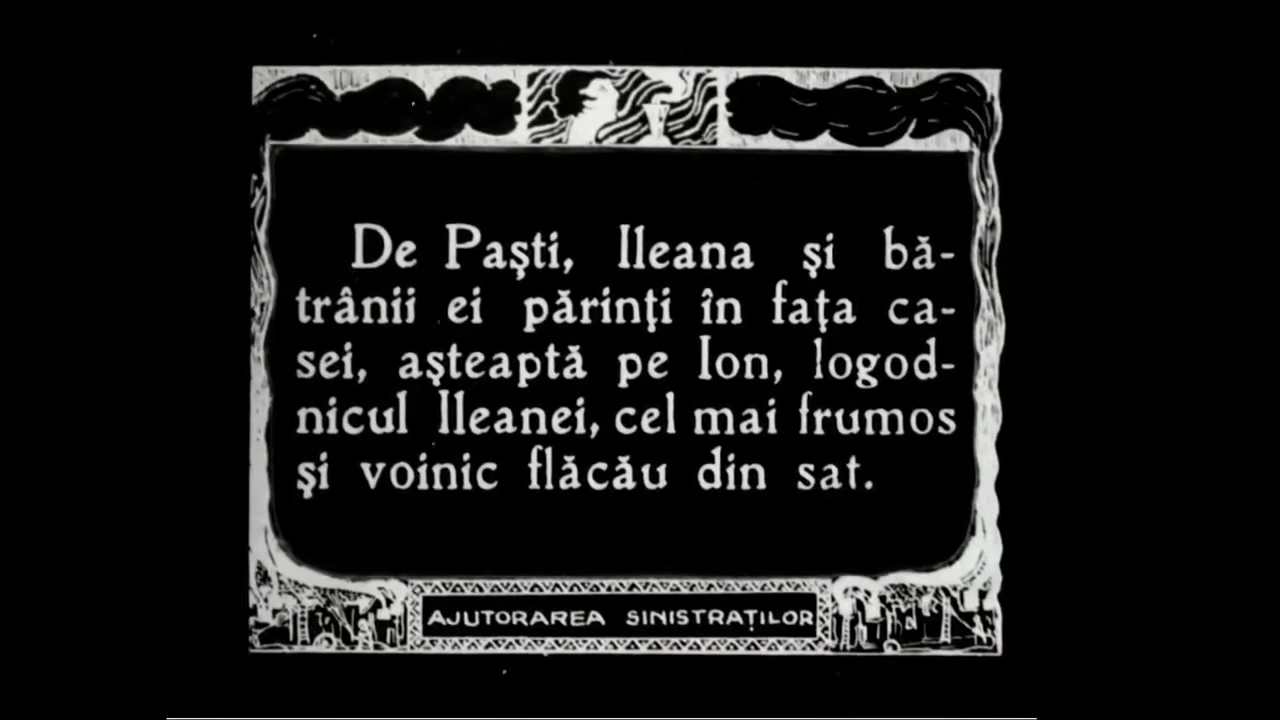 De Paşti, Ileana şi bă-
trânii ei părinţi în faţa ca-
sei, aşteaptă pe Ion, logod-
nicul Ileanei, cel mai frumos
şi voinic flăcău din sat.
AJUTORAREA SINISTRAŢILOR